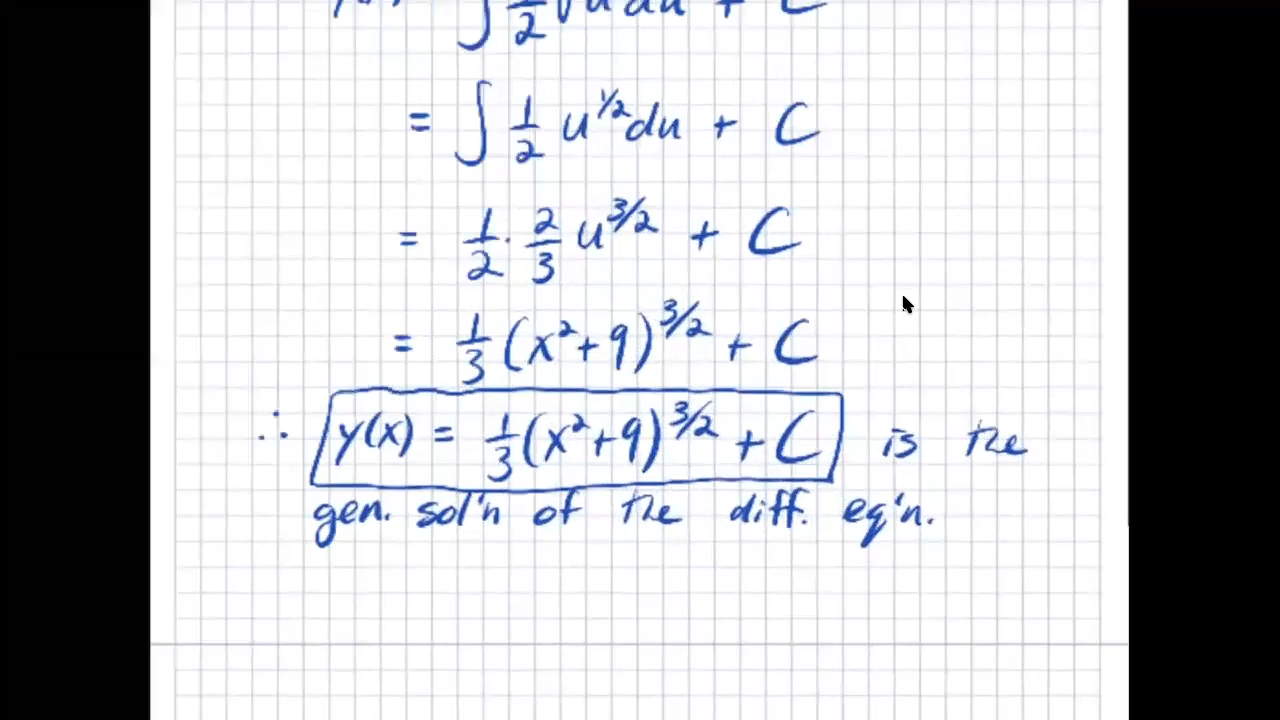 = ∫ 1/2 u^{1/2} du + C
= 1/2 · 2/3 u^{3/2} + C
= 1/3 (x² + 9)^{3/2} + C
∴ y(x) = 1/3 (x² + 9)^{3/2} + C is the
gen. sol'n of the diff. eq'n.